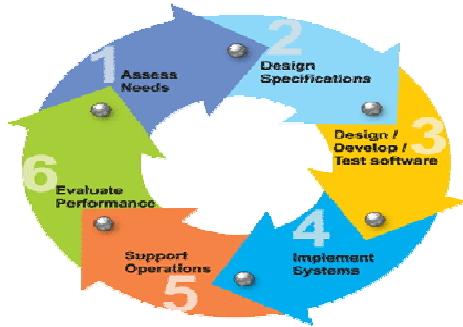 1
Assess
Needs
2
Design
Specifications
3
Design /
Develop /
Test software
4
Implement
Systems
5
Support
Operations
6
Evaluate
Performance